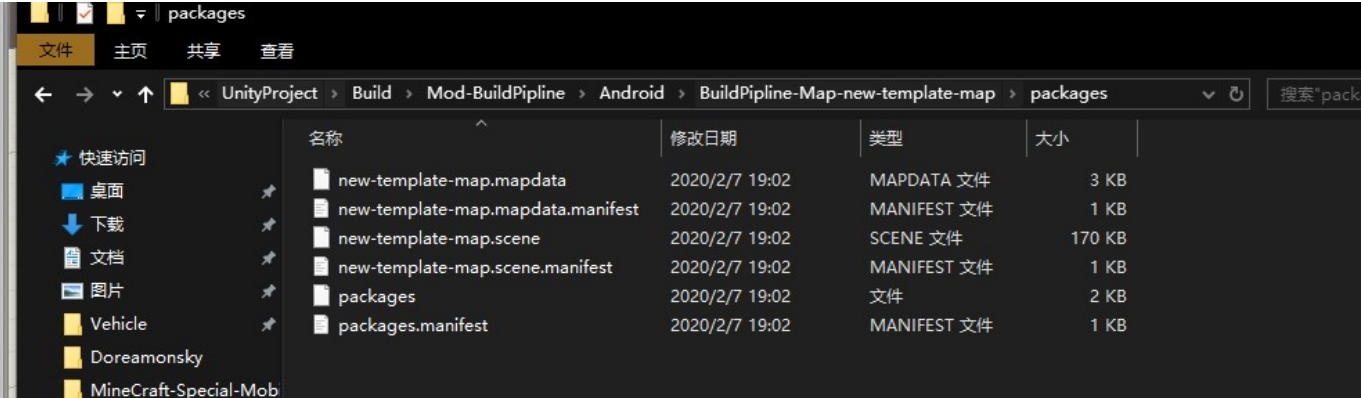 packages
文件 主页 共享 查看
« UnityProject › Build › Mod-BuildPipline › Android › BuildPipline-Map-new-template-map › packages 搜索"pack
名称 修改日期 类型 大小
快速访问
桌面
下载
文档
图片
Vehicle
Doreamonsky
MineCraft-Special-Mob
new-template-map.mapdata 2020/2/7 19:02 MAPDATA 文件 3 KB
new-template-map.mapdata.manifest 2020/2/7 19:02 MANIFEST 文件 1 KB
new-template-map.scene 2020/2/7 19:02 SCENE 文件 170 KB
new-template-map.scene.manifest 2020/2/7 19:02 MANIFEST 文件 1 KB
packages 2020/2/7 19:02 文件 2 KB
packages.manifest 2020/2/7 19:02 MANIFEST 文件 1 KB